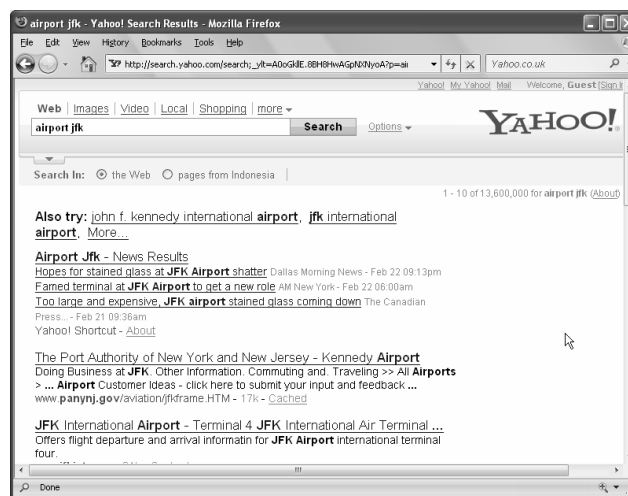 airport jfk - Yahoo! Search Results - Mozilla Firefox
File Edit View History Bookmarks Tools Help
http://search.yahoo.com/search;_ylt=A0oGklE.8BH8HwAGpNXNyoA?p=air Yahoo.co.uk
Yahoo! My Yahoo! Mail Welcome, Guest [Sign I
Web | Images | Video | Local | Shopping | more
airport jfk Search Options YAHOO!
Search In: the Web pages from Indonesia
1 - 10 of 13,600,000 for airport jfk (About)
Also try: john f. kennedy international airport, jfk international
airport, More...
Airport Jfk - News Results
Hopes for stained glass at JFK Airport shatter Dallas Morning News - Feb 22 09:13pm
Famed terminal at JFK Airport to get a new role AM New York - Feb 22 06:00am
Too large and expensive, JFK airport stained glass coming down The Canadian
Press... - Feb 21 09:36am
Yahoo! Shortcut - About
The Port Authority of New York and New Jersey - Kennedy Airport
Doing Business at JFK. Other Information. Commuting and. Traveling >> All Airports
> ... Airport Customer Ideas - click here to submit your input and feedback ...
www.panynj.gov/aviation/jfkframe.HTM - 17k - Cached
JFK International Airport - Terminal 4 JFK International Air Terminal ...
Offers flight departure and arrival informatin for JFK Airport international terminal
four.
Done